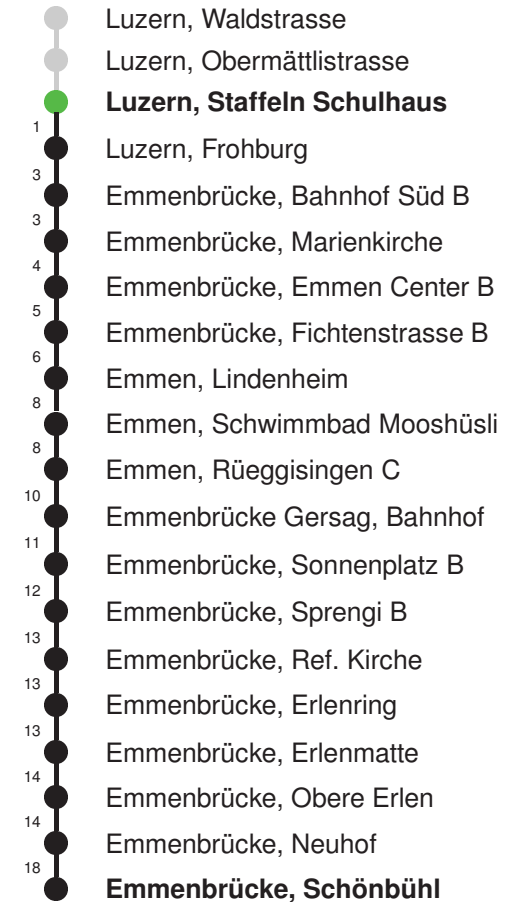 Luzern, Waldstrasse
Luzern, Obermättlistrasse
Luzern, Staffeln Schulhaus
1
Luzern, Frohburg
3
Emmenbrücke, Bahnhof Süd B
3
Emmenbrücke, Marienkirche
4
Emmenbrücke, Emmen Center B
5
Emmenbrücke, Fichtenstrasse B
6
Emmen, Lindenheim
8
Emmen, Schwimmbad Mooshüsli
8
Emmen, Rüeggisingen C
10
Emmenbrücke Gersag, Bahnhof
11
Emmenbrücke, Sonnenplatz B
12
Emmenbrücke, Sprengi B
13
Emmenbrücke, Ref. Kirche
13
Emmenbrücke, Erlenring
13
Emmenbrücke, Erlenmatte
14
Emmenbrücke, Obere Erlen
14
Emmenbrücke, Neuhof
18
Emmenbrücke, Schönbühl